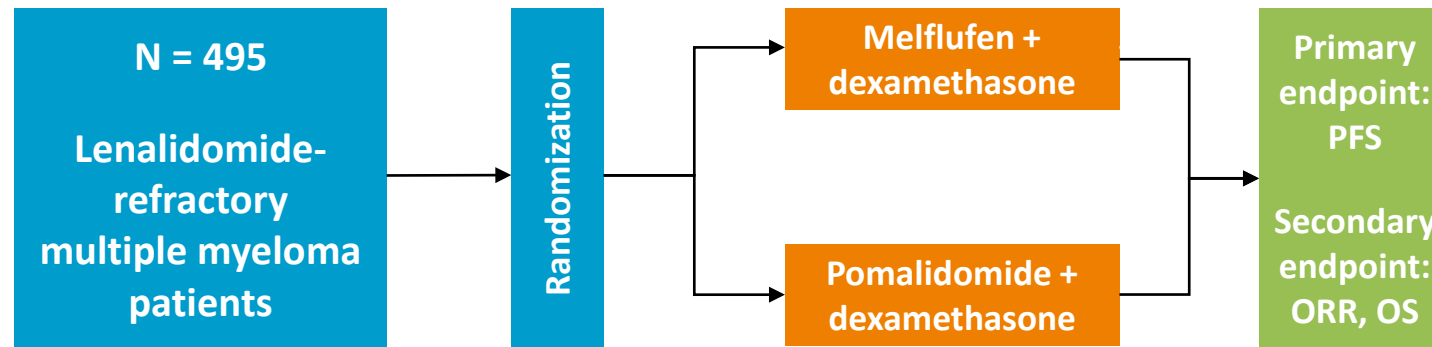 N = 495
Lenalidomide-
refractory
multiple myeloma
patients
Randomization
Melflufen +
dexamethasone
Pomalidomide +
dexamethasone
Primary
endpoint:
PFS
Secondary
endpoint:
ORR, OS